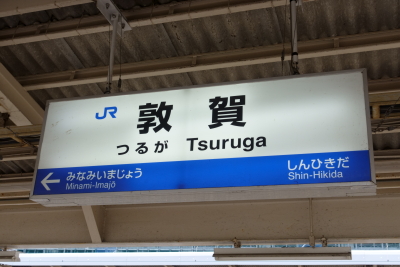 JR
敦賀
つるが Tsuruga
← みなみいまじょう
Minami-Imajō
しんひきだ
Shin-Hikida